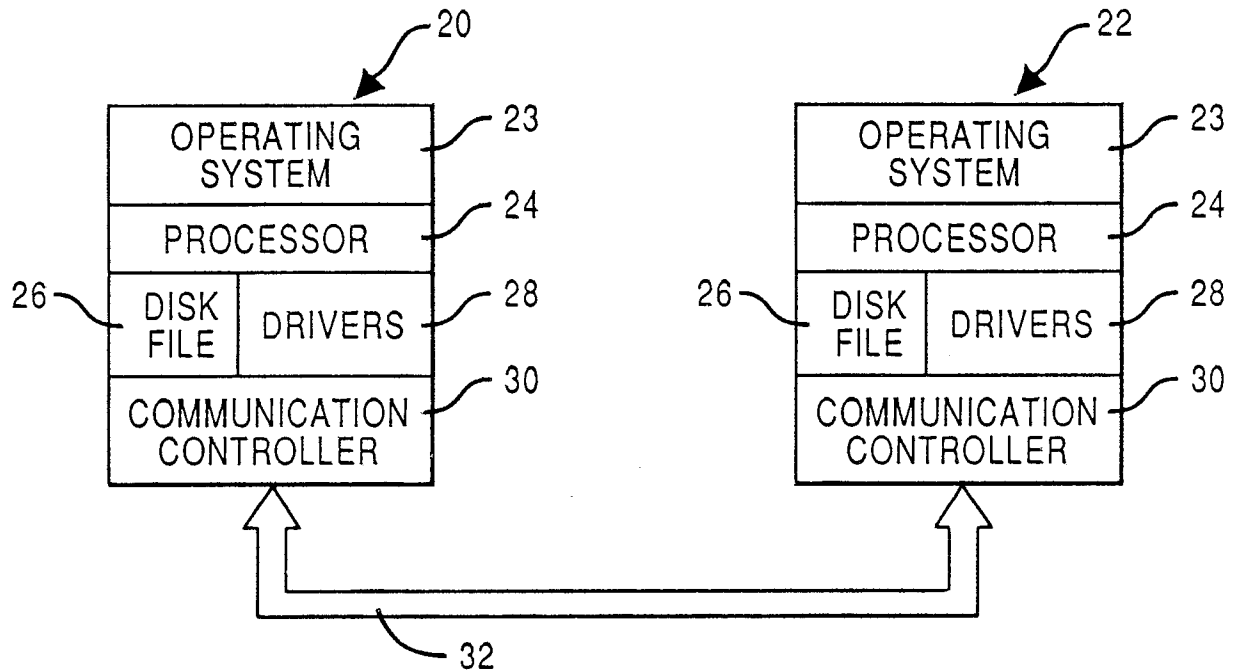 20
22
OPERATING
SYSTEM
23
OPERATING
SYSTEM
23
PROCESSOR
24
PROCESSOR
24
26
DISK
FILE
DRIVERS
28
26
DISK
FILE
DRIVERS
28
COMMUNICATION
CONTROLLER
30
COMMUNICATION
CONTROLLER
30
32